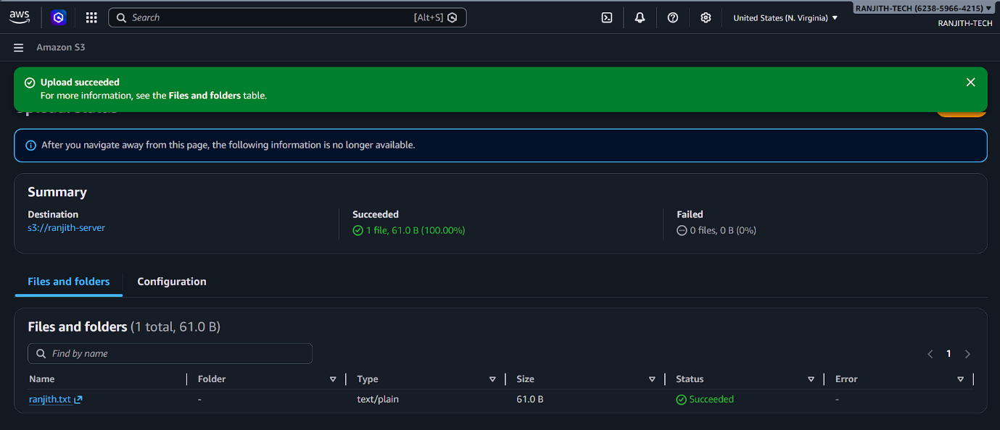 aws
Search [Alt+S]
United States (N. Virginia)
RANJITH-TECH (6238-5966-4215)
RANJITH-TECH
Amazon S3
Upload succeeded
For more information, see the Files and folders table.
After you navigate away from this page, the following information is no longer available.
Summary
Destination
s3://ranjith-server
Succeeded
1 file, 61.0 B (100.00%)
Failed
0 files, 0 B (0%)
Files and folders
Configuration
Files and folders (1 total, 61.0 B)
Find by name
1
Name Folder Type Size Status Error
ranjith.txt - text/plain 61.0 B Succeeded -